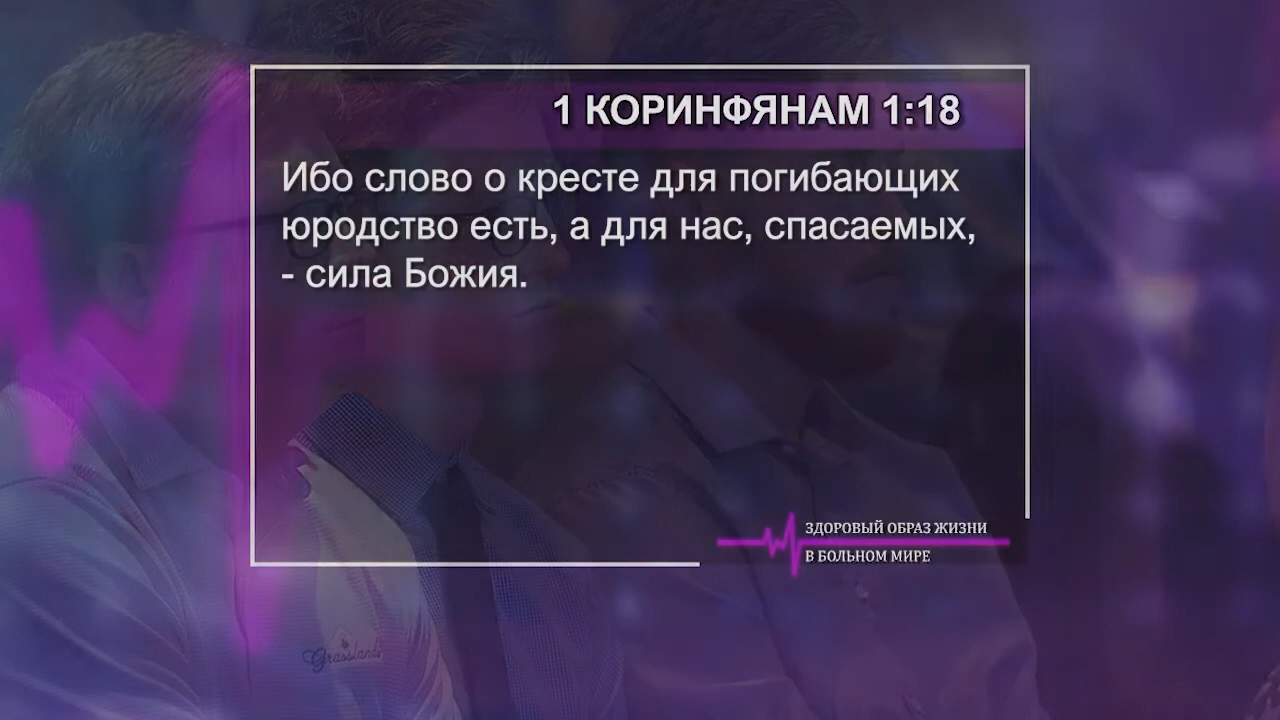 1 КОРИНФЯНАМ 1:18
Ибо слово о кресте для погибающих
юродство есть, а для нас, спасаемых,
- сила Божия.
ЗДОРОВЫЙ ОБРАЗ ЖИЗНИ
В БОЛЬНОМ МИРЕ
Grasslands